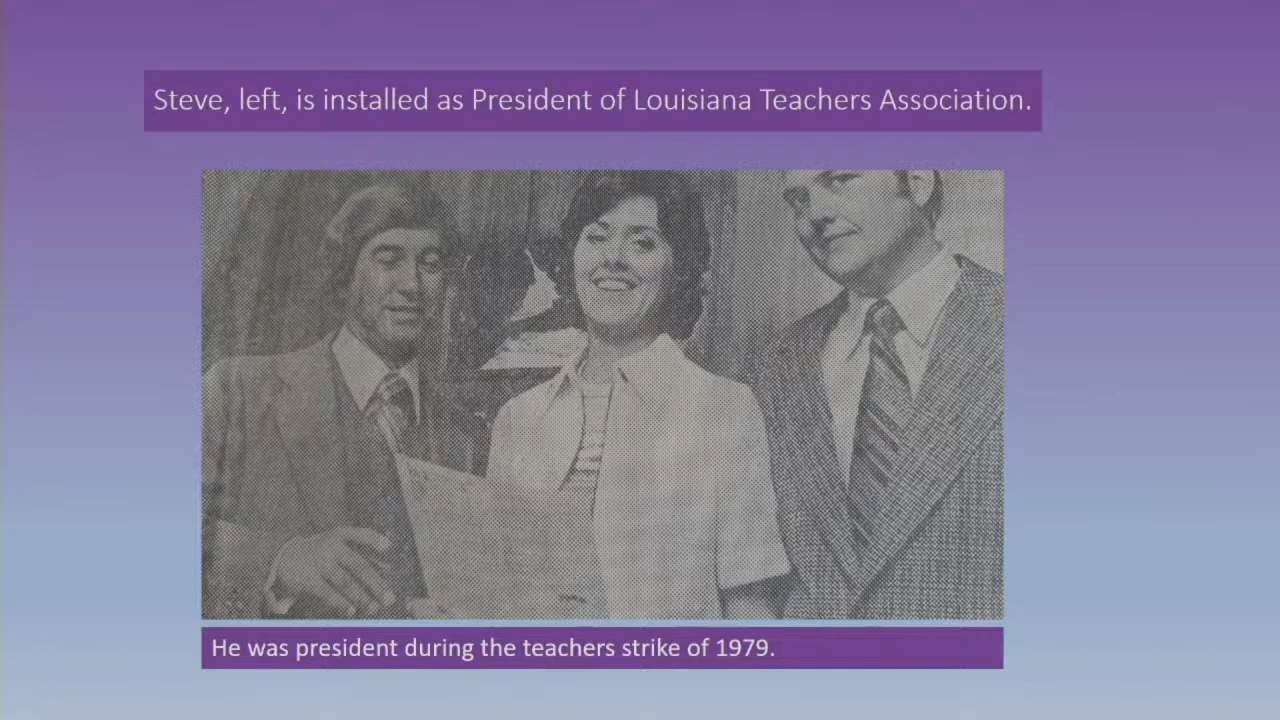 Steve, left, is installed as President of Louisiana Teachers Association.
He was president during the teachers strike of 1979.